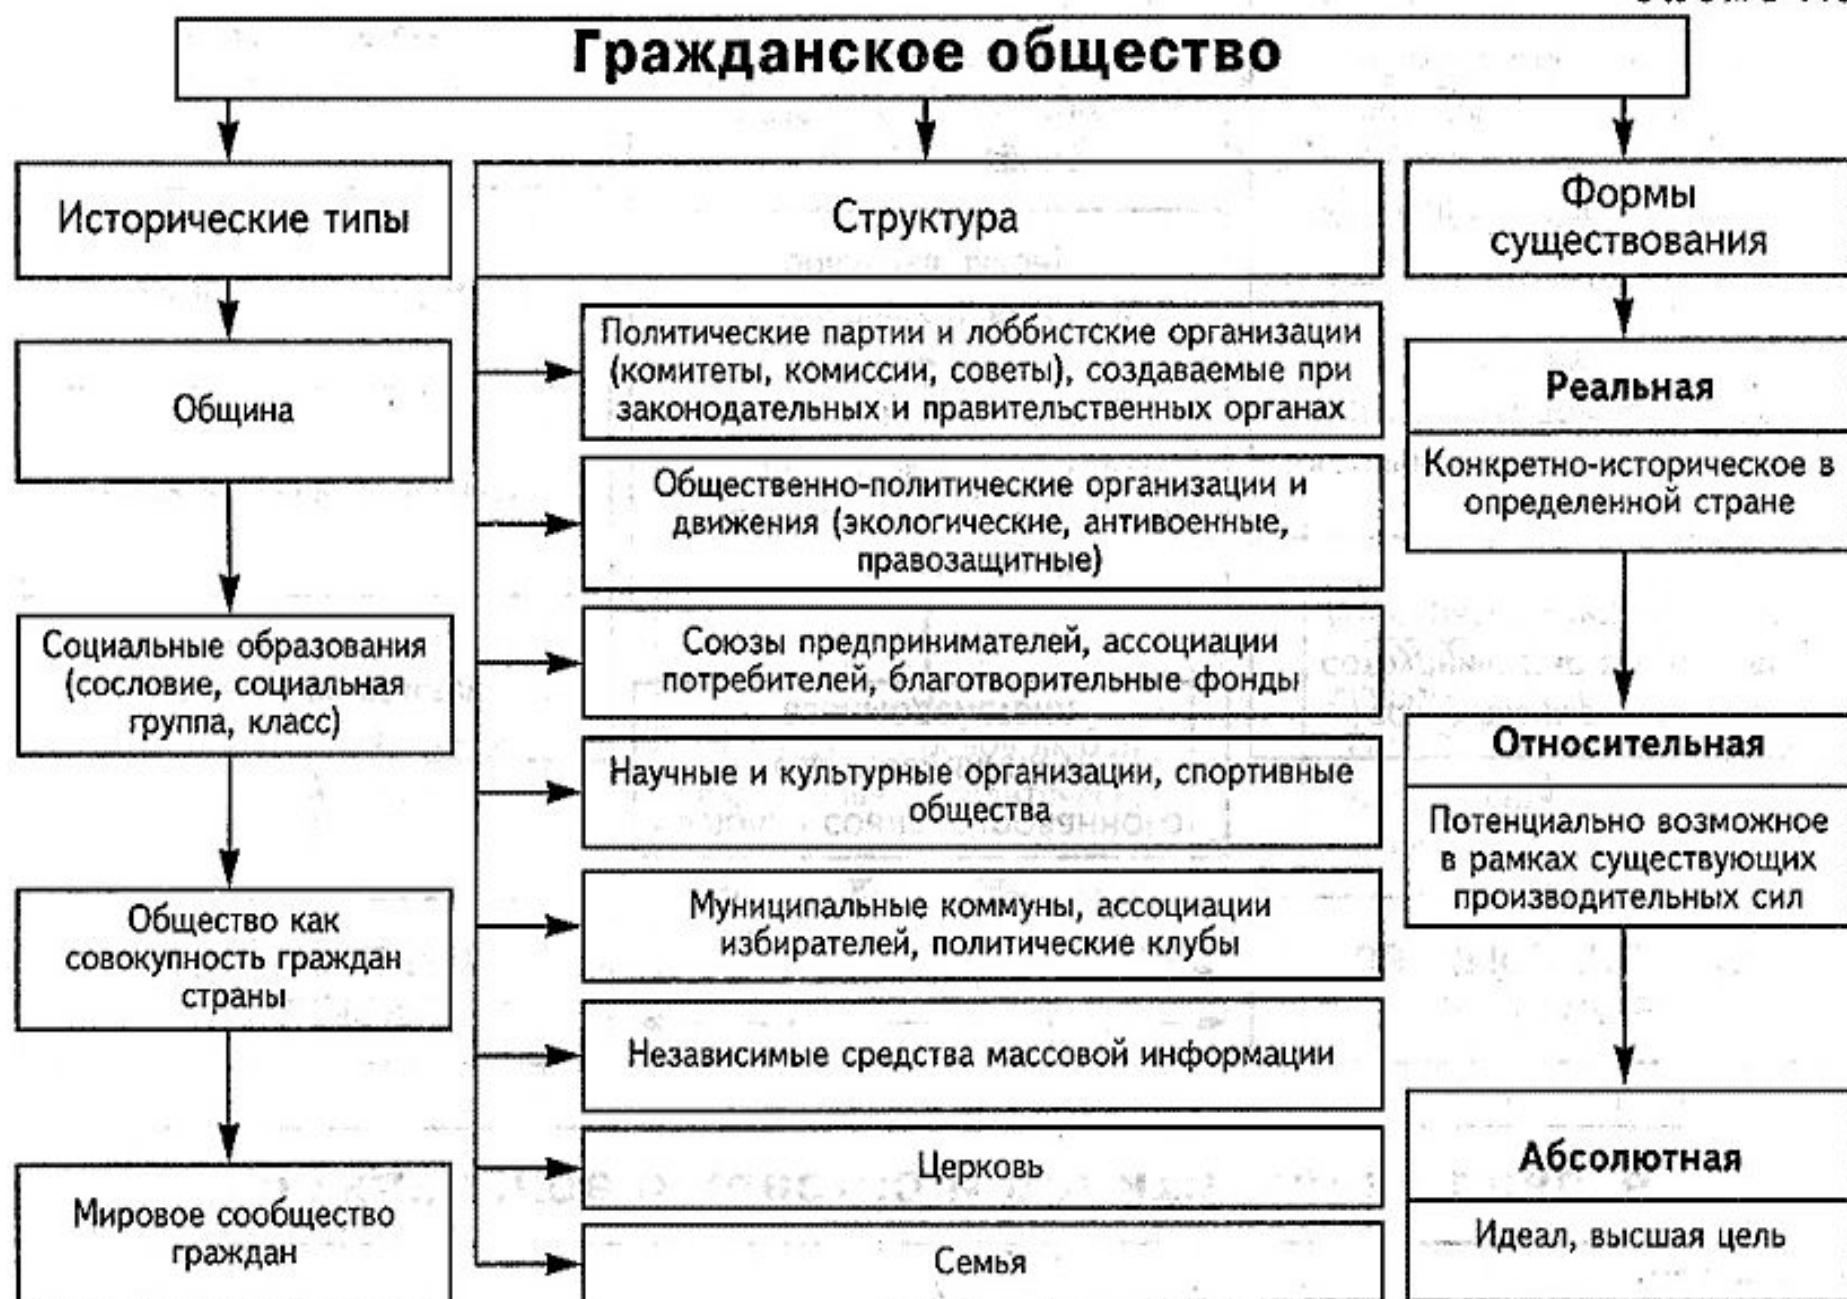 Гражданское общество
Исторические типы
Община
Социальные образования
(сословие, социальная
группа, класс)
Общество как
совокупность граждан
страны
Мировое сообщество
граждан
Структура
Политические партии и лоббистские организации
(комитеты, комиссии, советы), создаваемые при
законодательных и правительственных органах
Общественно-политические организации и
движения (экологические, антивоенные,
правозащитные)
Союзы предпринимателей, ассоциации
потребителей, благотворительные фонды
Научные и культурные организации, спортивные
общества
Муниципальные коммуны, ассоциации
избирателей, политические клубы
Независимые средства массовой информации
Церковь
Семья
Формы
существования
Реальная
Конкретно-историческое в
определенной стране
Относительная
Потенциально возможное
в рамках существующих
производительных сил
Абсолютная
Идеал, высшая цель